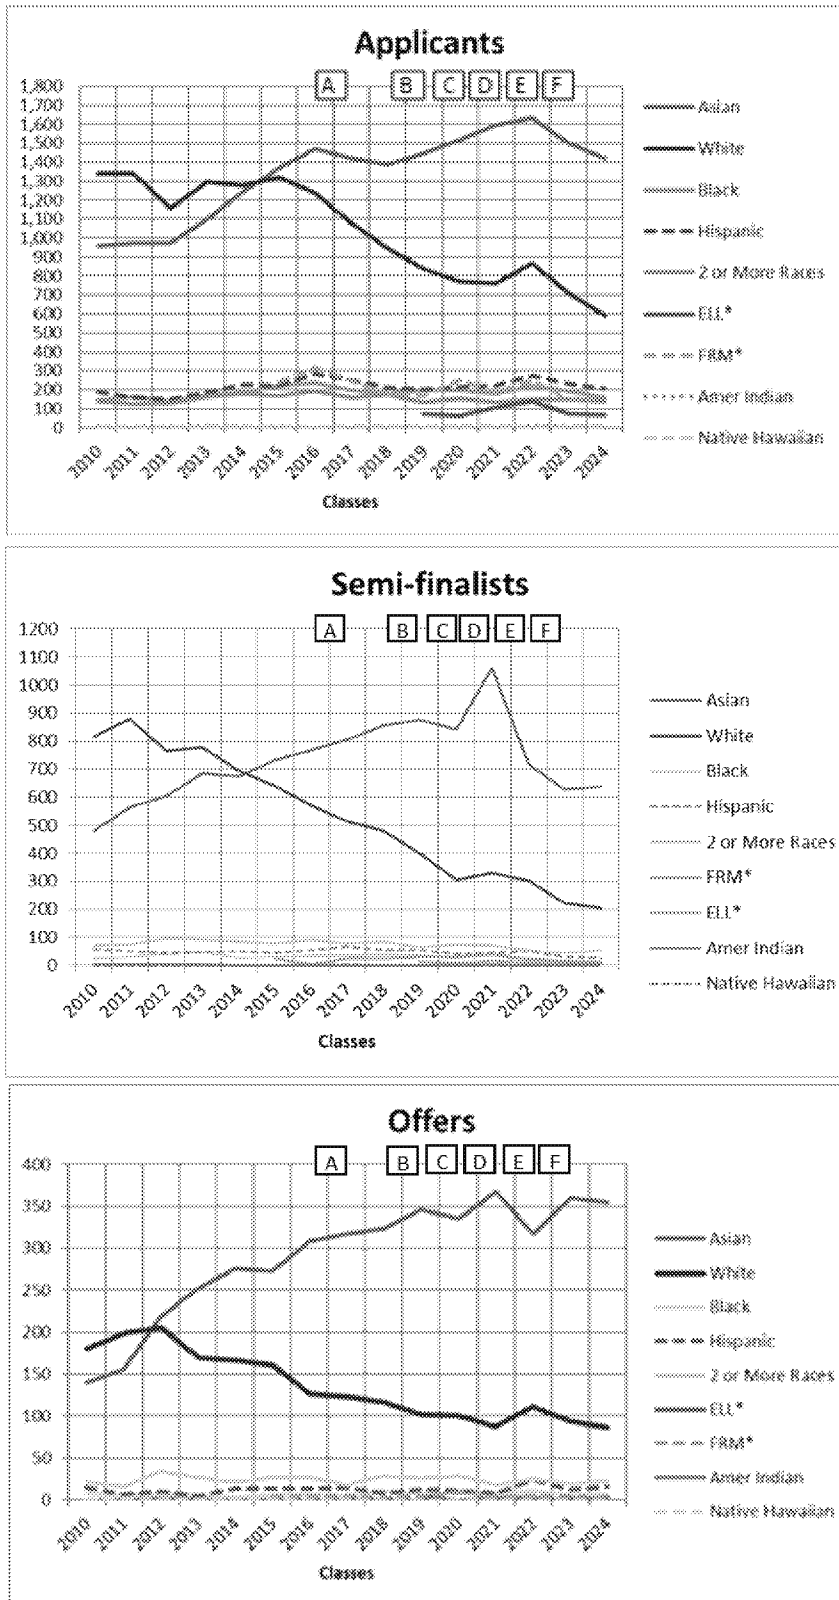 Applicants
A B C D E F
1,800
1,700
1,600
1,500
1,400
1,300
1,200
1,100
1,000
900
800
700
600
500
400
300
200
100
0
2010 2011 2012 2013 2014 2015 2016 2017 2018 2019 2020 2021 2022 2023 2024
Classes
Asian
White
Black
Hispanic
2 or More Races
ELL*
FRM*
Amer Indian
Native Hawaiian
Semi-finalists
A B C D E F
1200
1100
1000
900
800
700
600
500
400
300
200
100
0
2010 2011 2012 2013 2014 2015 2016 2017 2018 2019 2020 2021 2022 2023 2024
Classes
Asian
White
Black
Hispanic
2 or More Races
FRM*
ELL*
Amer Indian
Native Hawaiian
Offers
A B C D E F
400
350
300
250
200
150
100
50
0
2010 2011 2012 2013 2014 2015 2016 2017 2018 2019 2020 2021 2022 2023 2024
Classes
Asian
White
Black
Hispanic
2 or More Races
ELL*
FRM*
Amer Indian
Native Hawaiian